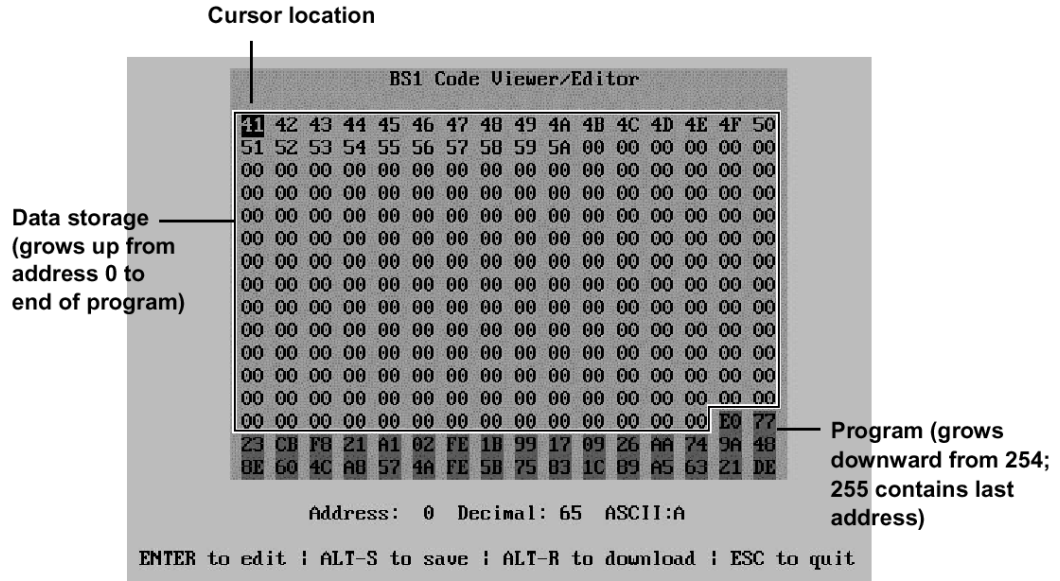 Cursor location
BS1 Code Viewer/Editor
41 42 43 44 45 46 47 48 49 4A 4B 4C 4D 4E 4F 50
51 52 53 54 55 56 57 58 59 5A 00 00 00 00 00 00
00 00 00 00 00 00 00 00 00 00 00 00 00 00 00 00
00 00 00 00 00 00 00 00 00 00 00 00 00 00 00 00
00 00 00 00 00 00 00 00 00 00 00 00 00 00 00 00
00 00 00 00 00 00 00 00 00 00 00 00 00 00 00 00
00 00 00 00 00 00 00 00 00 00 00 00 00 00 00 00
00 00 00 00 00 00 00 00 00 00 00 00 00 00 00 00
00 00 00 00 00 00 00 00 00 00 00 00 00 00 00 00
00 00 00 00 00 00 00 00 00 00 00 00 00 00 00 00
00 00 00 00 00 00 00 00 00 00 00 00 00 00 00 00
00 00 00 00 00 00 00 00 00 00 00 00 00 00 00 00
00 00 00 00 00 00 00 00 00 00 00 00 00 00 00 00
00 00 00 00 00 00 00 00 00 00 00 00 00 00 E0 77
23 CB F8 21 A1 02 FE 1B 99 17 09 26 AA 74 9A 48
8E 60 4C A8 57 4A FE 5B 75 83 1C 89 A5 63 21 DE
Data storage
(grows up from
address 0 to
end of program)
Program (grows
downward from 254;
255 contains last
address)
Address: 0 Decimal: 65 ASCII:A
ENTER to edit | ALT-S to save | ALT-R to download | ESC to quit